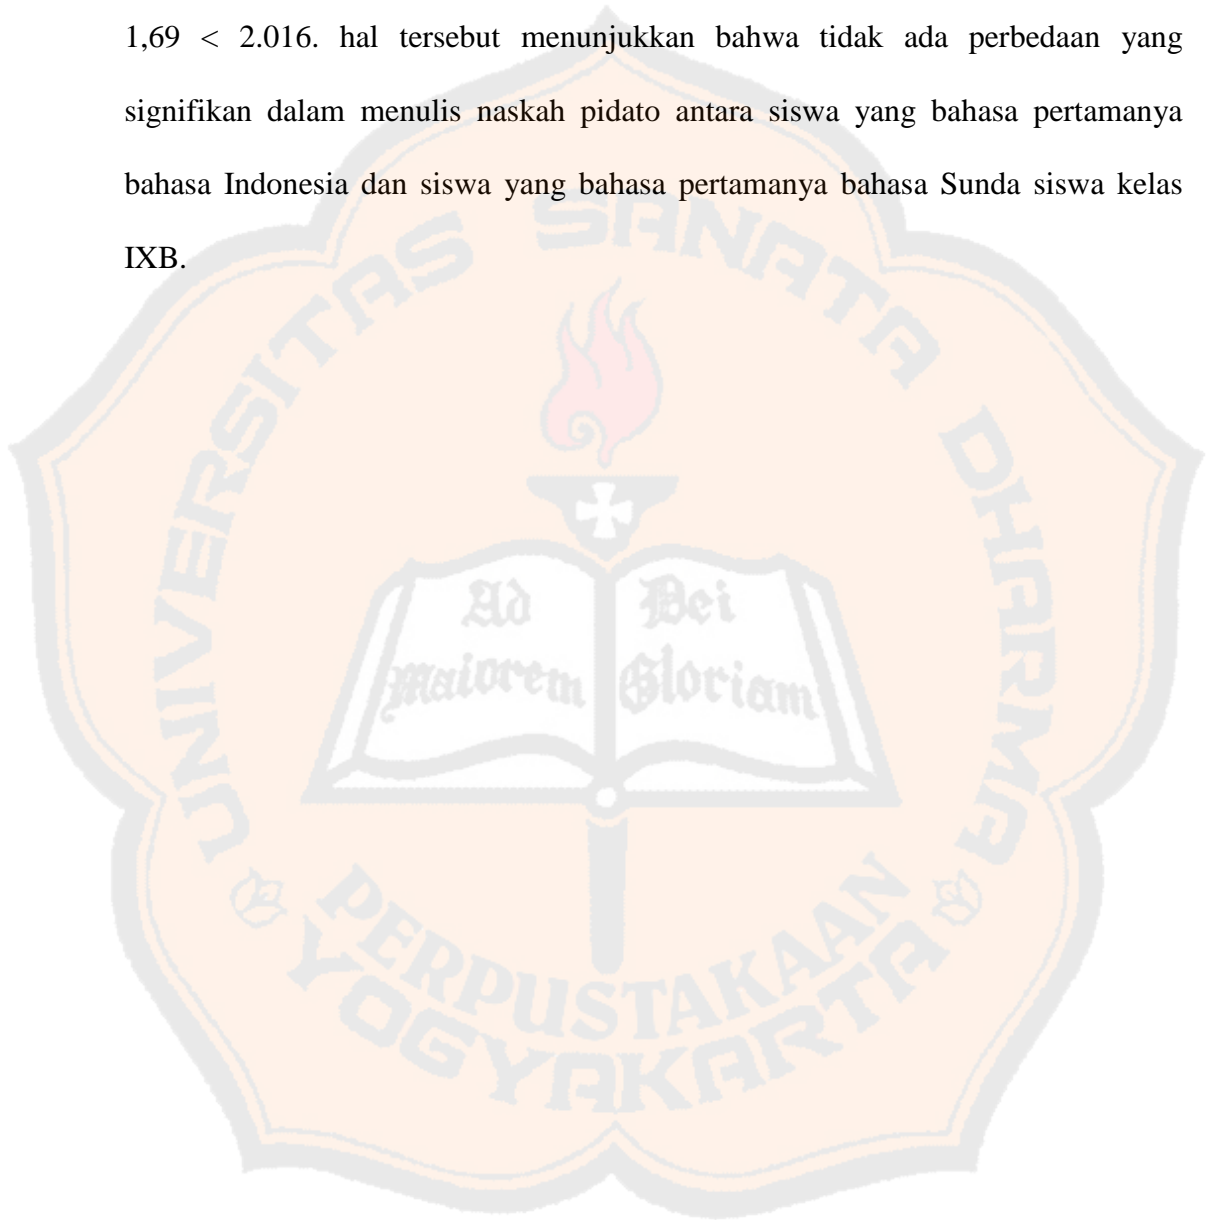 1,69 < 2.016. hal tersebut menunjukkan bahwa tidak ada perbedaan yang
signifikan dalam menulis naskah pidato antara siswa yang bahasa pertamanya
bahasa Indonesia dan siswa yang bahasa pertamanya bahasa Sunda siswa kelas
IXB.
UNIVERSITAS SANATA DHARMA
Ad
Maiorem
Dei
Gloriam
PERPUSTAKAAN
YOGYAKARTA